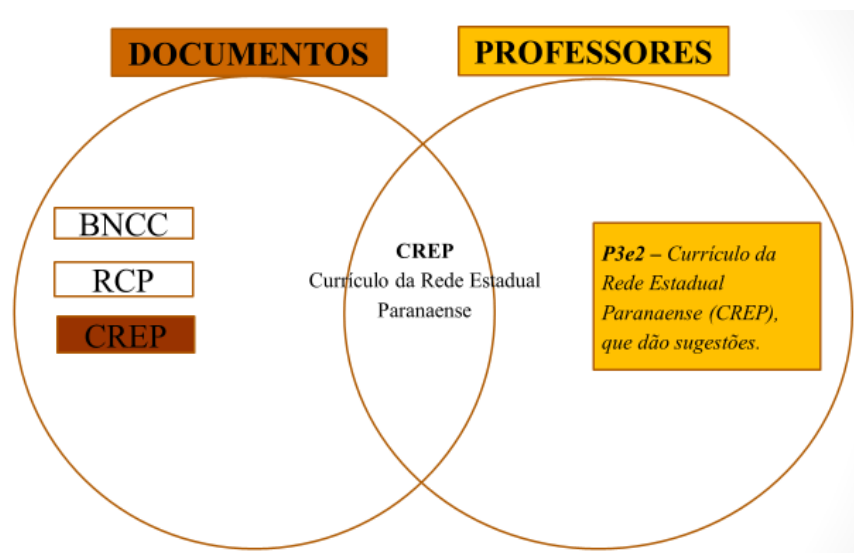 DOCUMENTOS
PROFESSORES
BNCC
RCP
CREP
CREP
Currículo da Rede Estadual
Paranaense
P3e2 – Currículo da
Rede Estadual
Paranaense (CREP),
que dão sugestões.